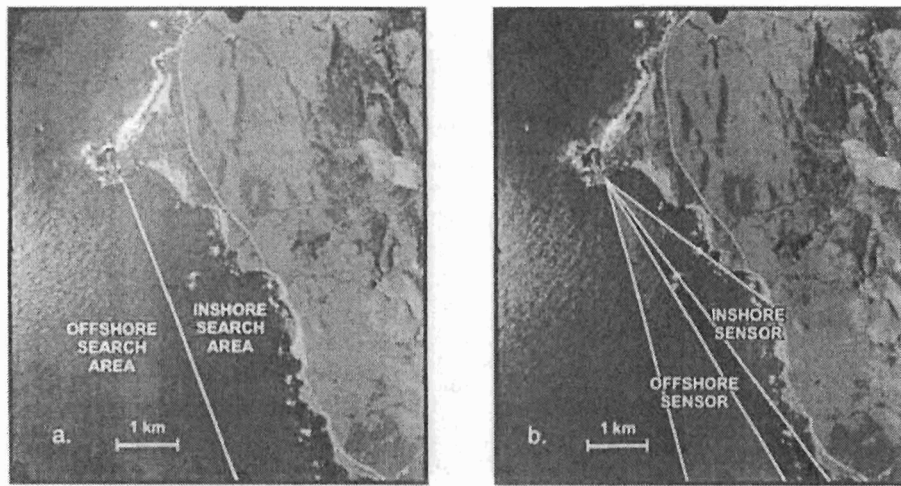 OFFSHORE
SEARCH
AREA
INSHORE
SEARCH
AREA
a.
1 km
INSHORE
SENSOR
OFFSHORE
SENSOR
b.
1 km